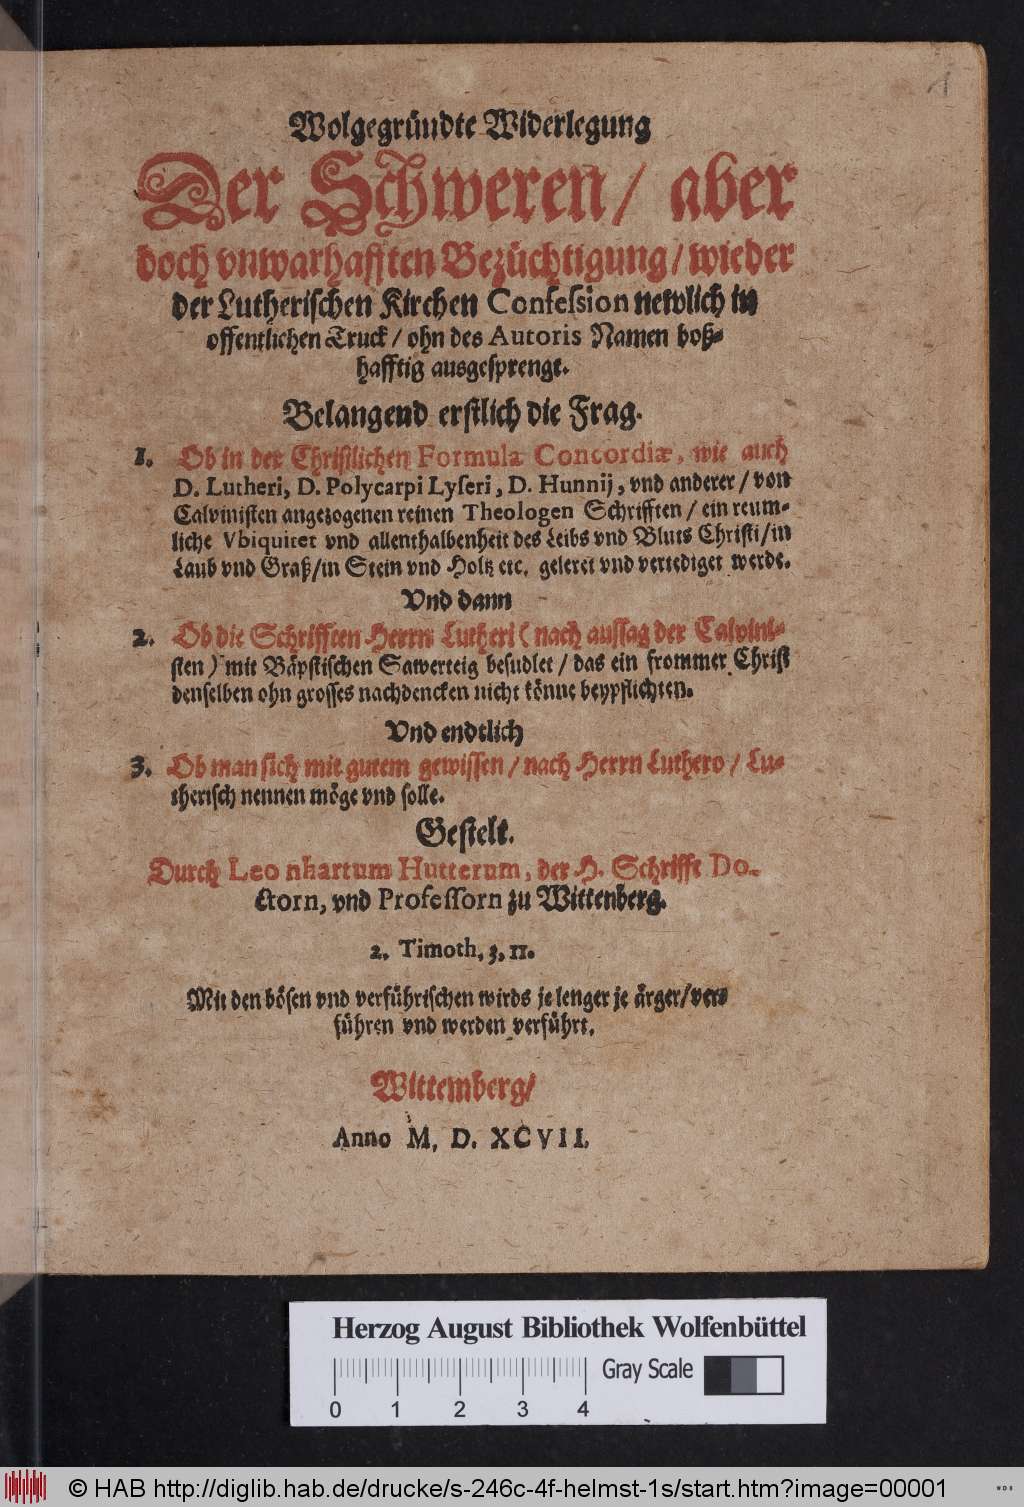 Wolgegründte Widerlegung
Der Schweren / aber
doch vnwarhafften Bezüchtigung / wieder
der Lutherischen Kirchen Confession newlich in
offentlichen Truck / ohn des Autoris Namen boß-
hafftig ausgesprengt.
Belangend erstlich die Frag.
1. Ob in der Christlichen Formula Concordiæ, wie auch
D. Lutheri, D. Polycarpi Lyseri, D. Hunnij, vnd anderer / von
Calvinisten angezogenen reinen Theologen Schrifften / ein reum-
liche Vbiquitet vnd allenthalbenheit des Leibs vnd Bluts Christi / in
Laub vnd Graß / in Stein vnd Holtz etc. geleret vnd vertediget werde.
Vnd dann
2. Ob die Schrifften Herrn Lutheri ( nach aussag der Calvini-
sten ) mit Bäpstischen Sawerteig besudlet / das ein frommer Christ
denselben ohn grosses nachdencken nicht könne beypflichten.
Vnd endtlich
3. Ob man sich mit gutem gewissen / nach Herrn Luthero / Lu-
therisch nennen möge vnd solle.
Gestelt.
Durch Leonhartum Hutterum, der H. Schrifft Do-
ctorn, vnd Professorn zu Wittenberg.
2. Timoth. 3, 11.
Mit den bösen vnd verführischen wirds je lenger je ärger / ver-
führen vnd werden verführt.
Wittemberg /
Anno M. D. XCVII.
Herzog August Bibliothek Wolfenbüttel
Gray Scale
0 1 2 3 4
© HAB http://diglib.hab.de/drucke/s-246c-4f-helmst-1s/start.htm?image=00001